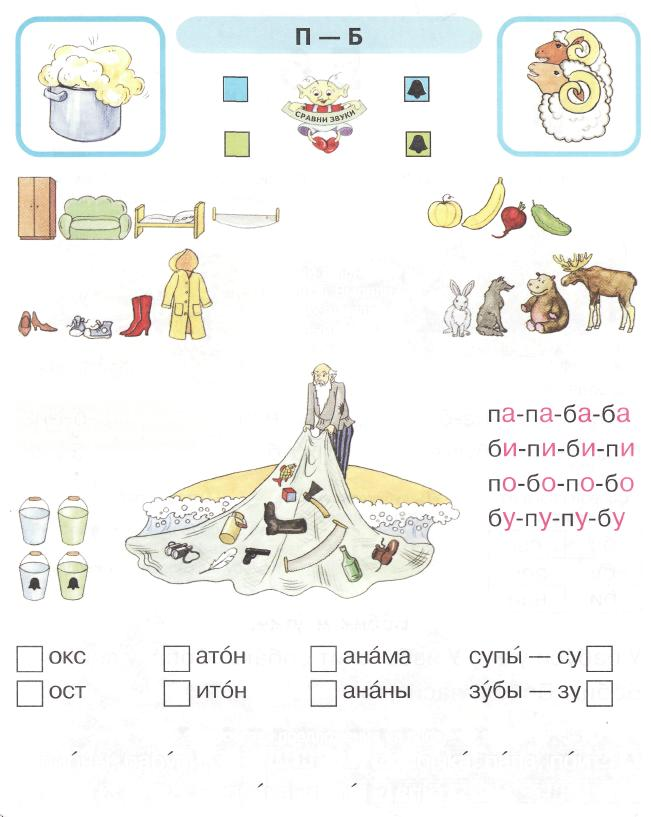 П — Б
СРАВНИ ЗВУКИ
па-па-ба-ба
би-пи-би-пи
по-бо-по-бо
бу-пу-пу-бу
окс ато́н ана́ма супы́ — су
ост ито́н ана́ны зу́бы — зу